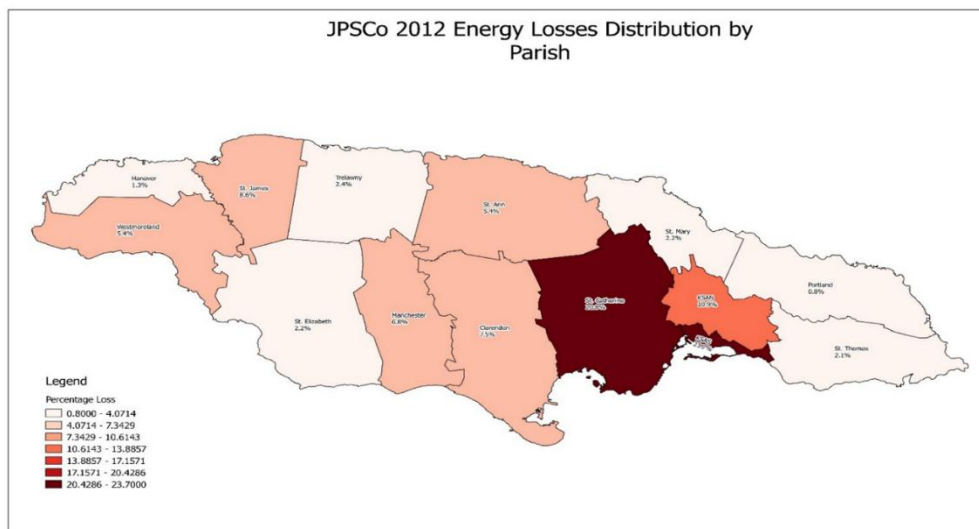 JPSCo 2012 Energy Losses Distribution by
Parish
Hanover
1.3%
St. James
8.6%
Trelawny
2.4%
St. Ann
5.4%
Westmoreland
5.4%
St. Mary
2.2%
Portland
0.8%
St. Catherine
KSAN
10.9%
St. Elizabeth
2.2%
Manchester
6.8%
Clarendon
7.5%
St. Thomas
2.1%
Legend
Percentage Loss
0.8000 - 4.0714
4.0714 - 7.3429
7.3429 - 10.6143
10.6143 - 13.8857
13.8857 - 17.1571
17.1571 - 20.4286
20.4286 - 23.7000